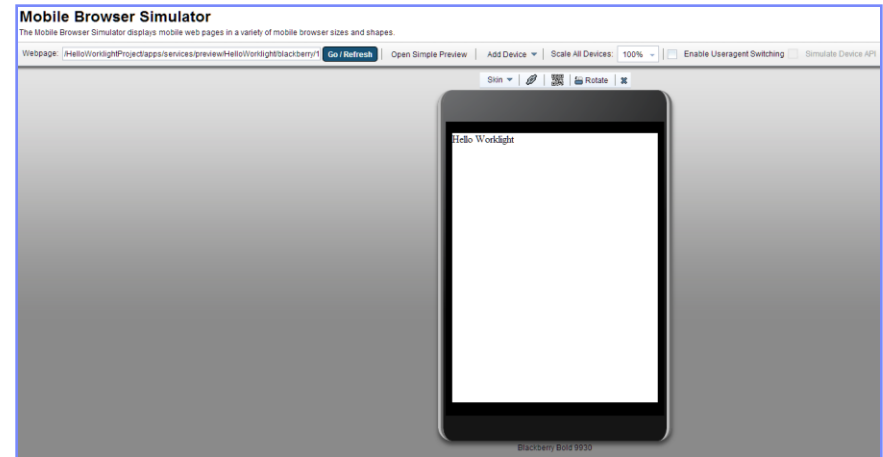 Mobile Browser Simulator
The Mobile Browser Simulator displays mobile web pages in a variety of mobile browser sizes and shapes.
Webpage: /HelloWorklightProject/apps/services/preview/HelloWorklight/blackberry/1 Go / Refresh Open Simple Preview Add Device Scale All Devices: 100% Enable Useragent Switching Simulate Device API
Skin Rotate
Hello Worklight
Blackberry Bold 9930